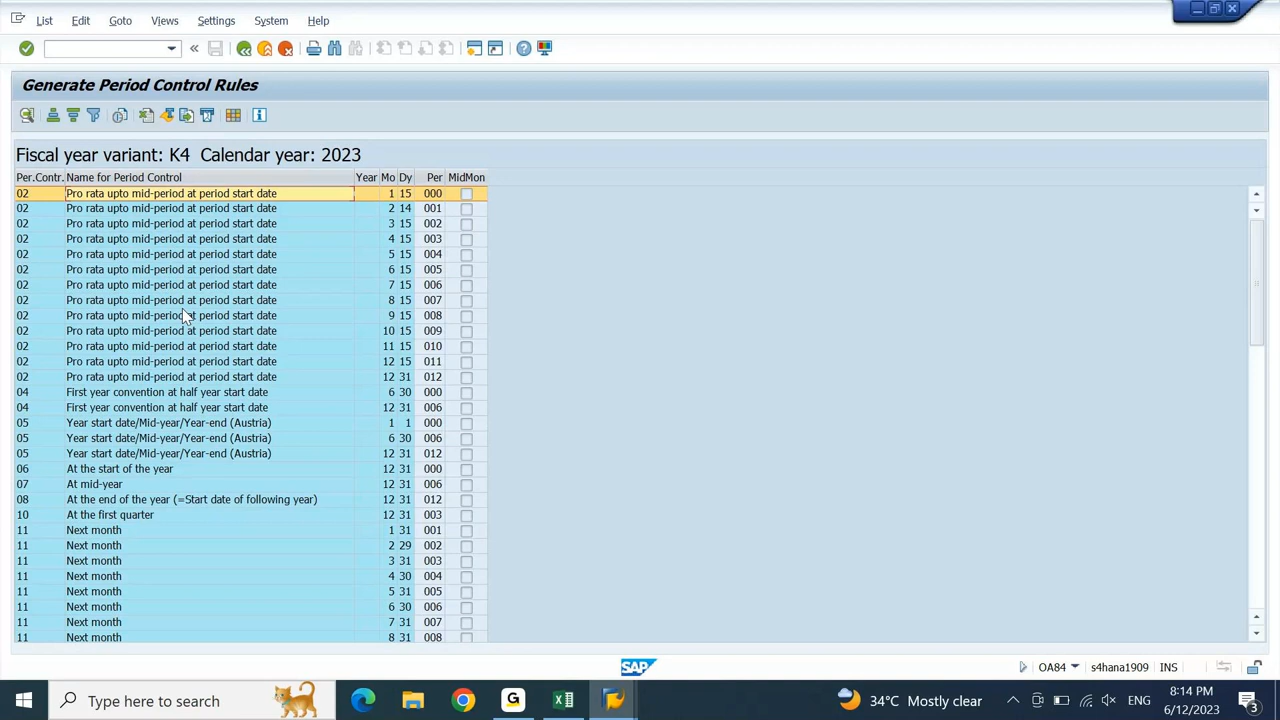 List Edit Goto Views Settings System Help
Generate Period Control Rules
Fiscal year variant: K4 Calendar year: 2023
Per.Contr. Name for Period Control Year Mo Dy Per MidMon
02 Pro rata upto mid-period at period start date 1 15 000
02 Pro rata upto mid-period at period start date 2 14 001
02 Pro rata upto mid-period at period start date 3 15 002
02 Pro rata upto mid-period at period start date 4 15 003
02 Pro rata upto mid-period at period start date 5 15 004
02 Pro rata upto mid-period at period start date 6 15 005
02 Pro rata upto mid-period at period start date 7 15 006
02 Pro rata upto mid-period at period start date 8 15 007
02 Pro rata upto mid-period at period start date 9 15 008
02 Pro rata upto mid-period at period start date 10 15 009
02 Pro rata upto mid-period at period start date 11 15 010
02 Pro rata upto mid-period at period start date 12 15 011
02 Pro rata upto mid-period at period start date 12 31 012
04 First year convention at half year start date 6 30 000
04 First year convention at half year start date 12 31 006
05 Year start date/Mid-year/Year-end (Austria) 1 1 000
05 Year start date/Mid-year/Year-end (Austria) 6 30 006
05 Year start date/Mid-year/Year-end (Austria) 12 31 012
06 At the start of the year 12 31 000
07 At mid-year 12 31 006
08 At the end of the year (=Start date of following year) 12 31 012
10 At the first quarter 12 31 003
11 Next month 1 31 001
11 Next month 2 29 002
11 Next month 3 31 003
11 Next month 4 30 004
11 Next month 5 31 005
11 Next month 6 30 006
11 Next month 7 31 007
11 Next month 8 31 008
SAP OA84 s4hana1909 INS
Type here to search 34°C Mostly clear ENG 8:14 PM
6/12/2023 3